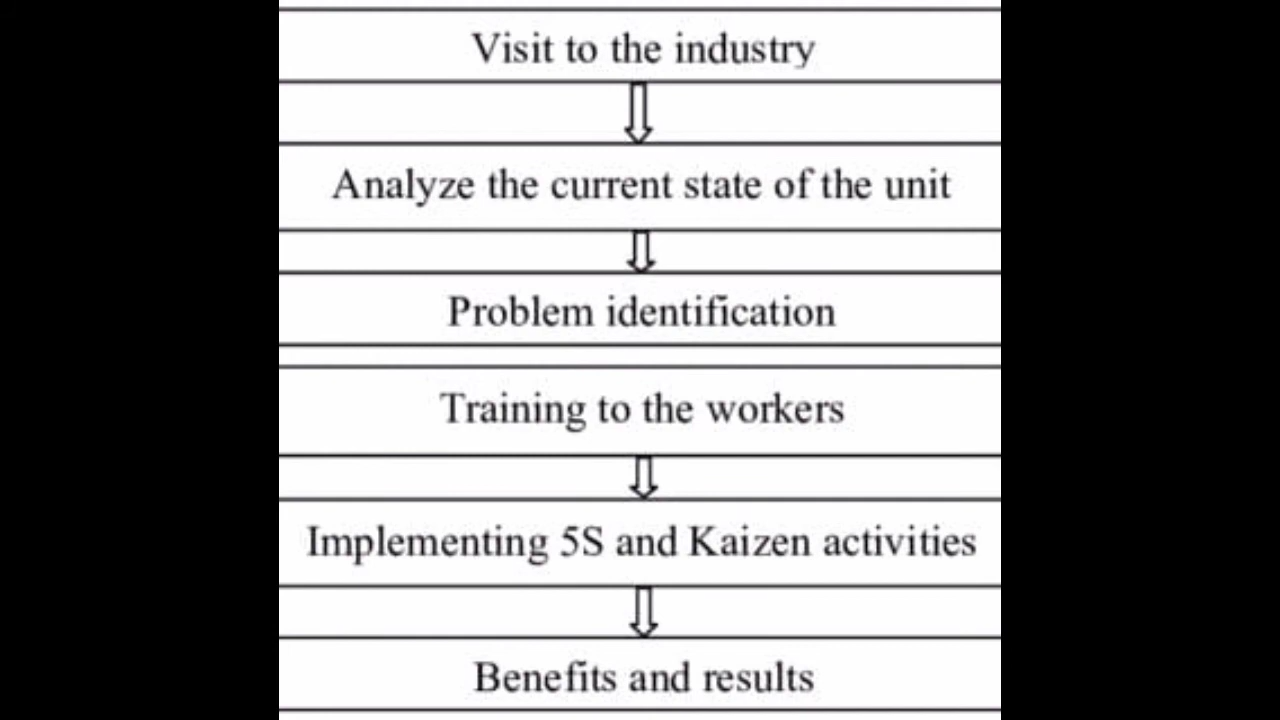 Visit to the industry
Analyze the current state of the unit
Problem identification
Training to the workers
Implementing 5S and Kaizen activities
Benefits and results